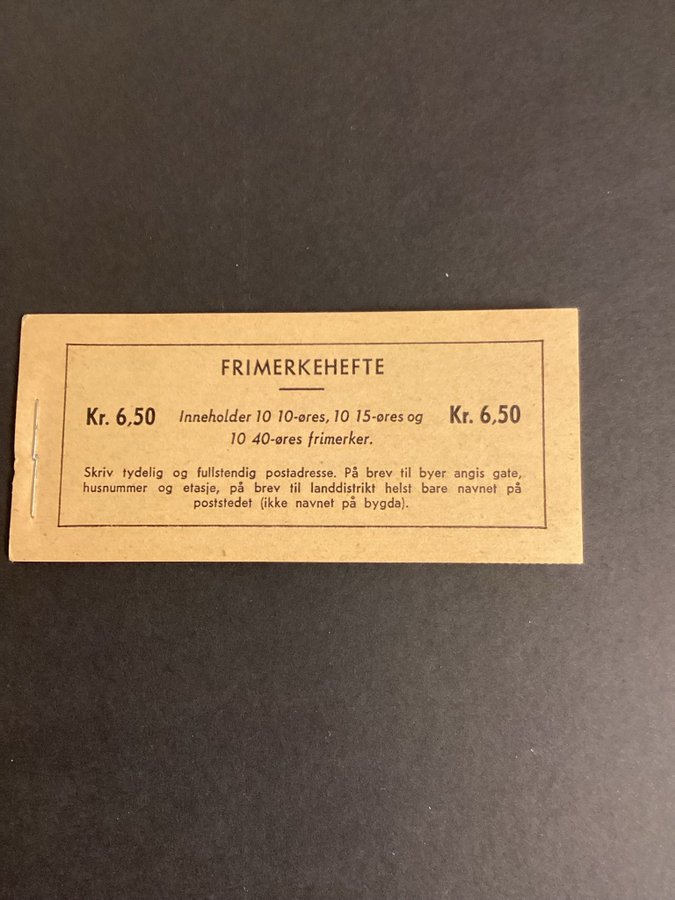 FRIMERKEHEFTE
Kr. 6,50 Inneholder 10 10-øres, 10 15-øres og Kr. 6,50
10 40-øres frimerker.
Skriv tydelig og fullstendig postadresse. På brev til byer angis gate,
husnummer og etasje, på brev til landdistrikt helst bare navnet på
poststedet (ikke navnet på bygda).